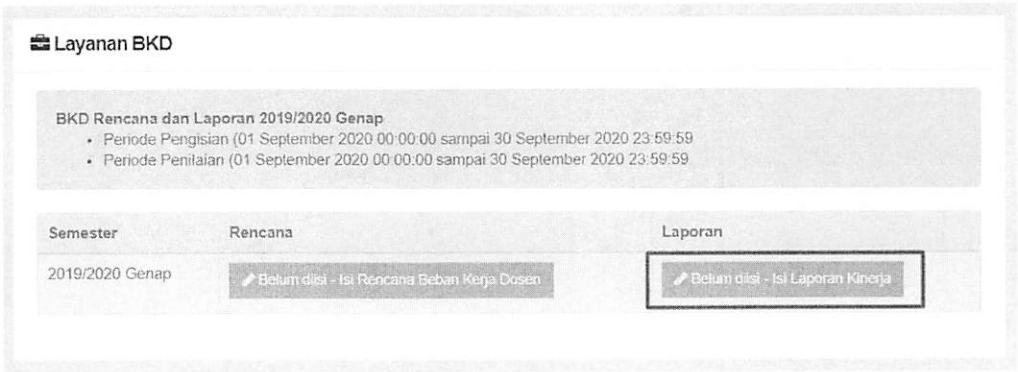 Layanan BKD
BKD Rencana dan Laporan 2019/2020 Genap
• Periode Pengisian (01 September 2020 00:00:00 sampai 30 September 2020 23:59:59
• Periode Penilaian (01 September 2020 00:00:00 sampai 30 September 2020 23:59:59
Semester Rencana Laporan
2019/2020 Genap Belum diisi - Isi Rencana Beban Kerja Dosen Belum diisi - Isi Laporan Kinerja